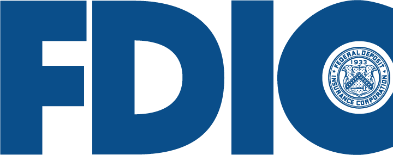 FDIC
FEDERAL DEPOSIT
1933
INSURANCE CORPORATION